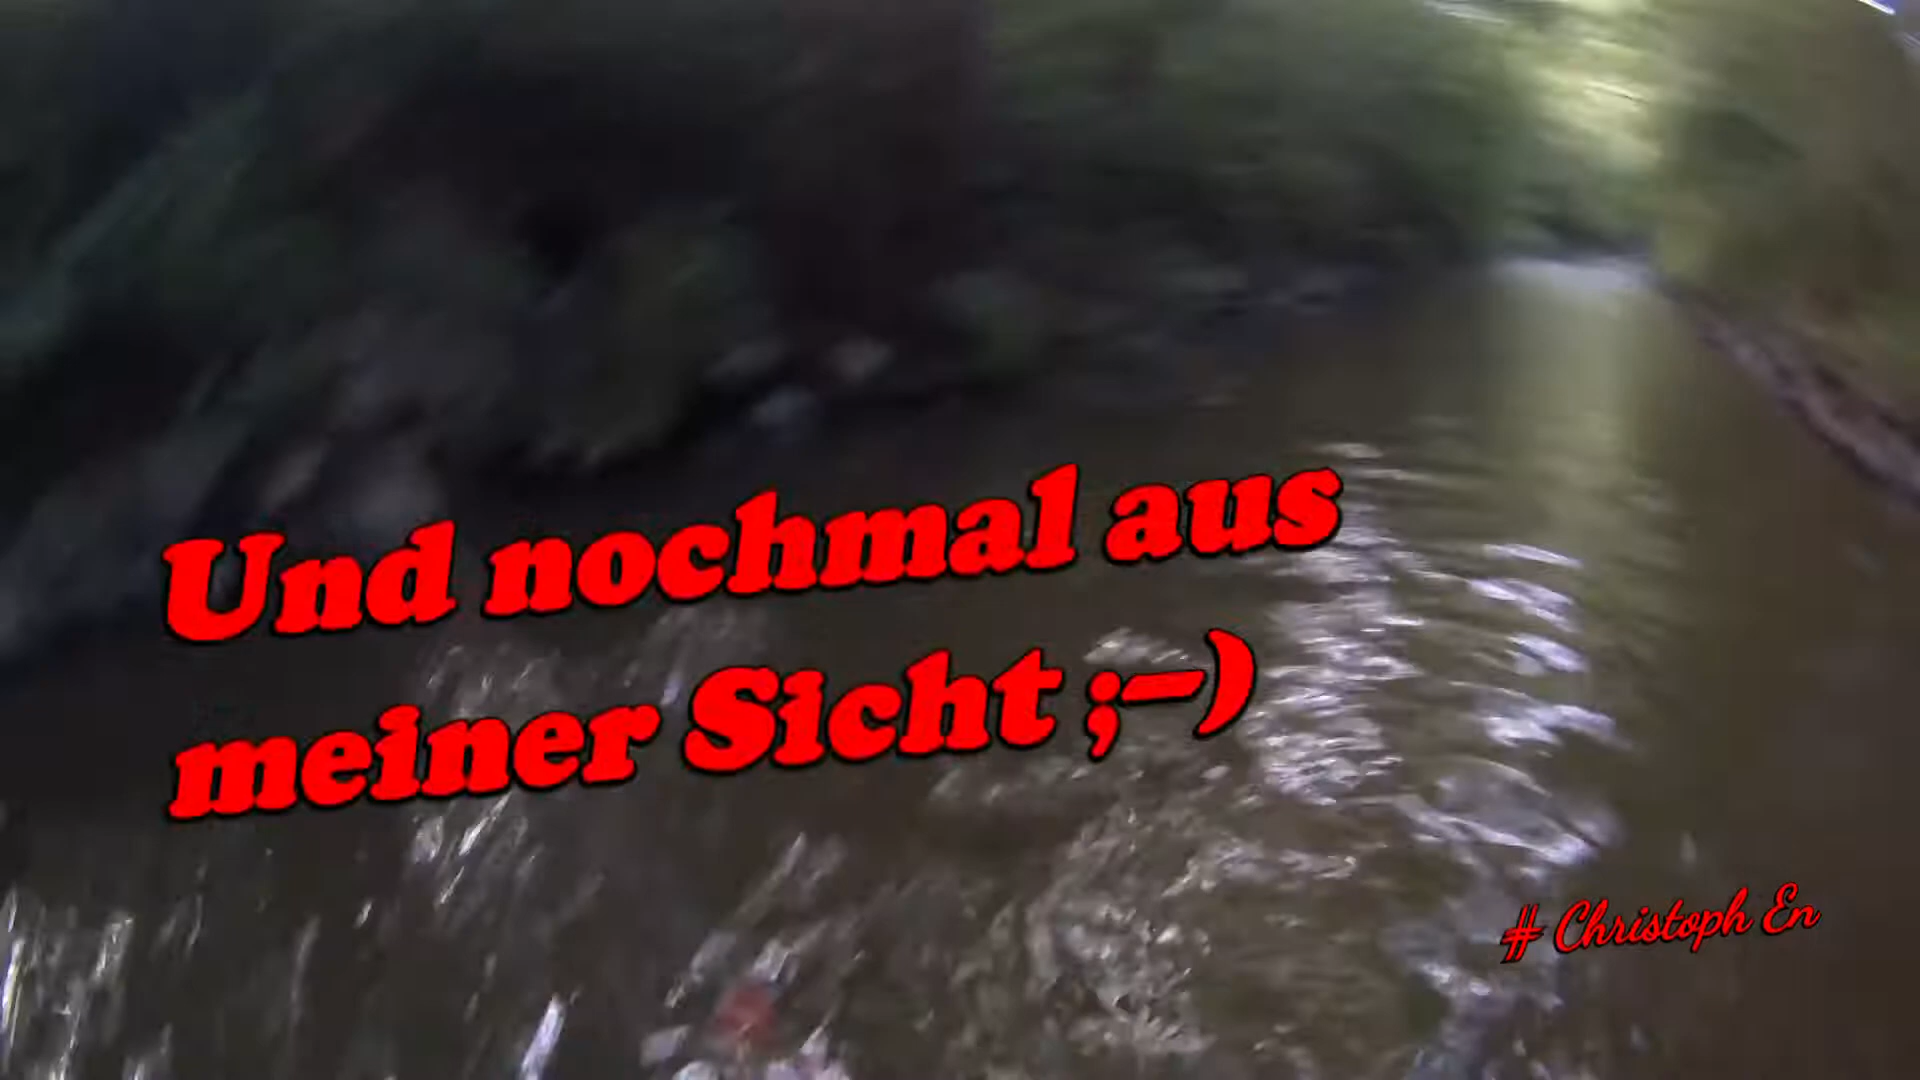 Und nochmal aus
meiner Sicht ;-)
# Christoph En